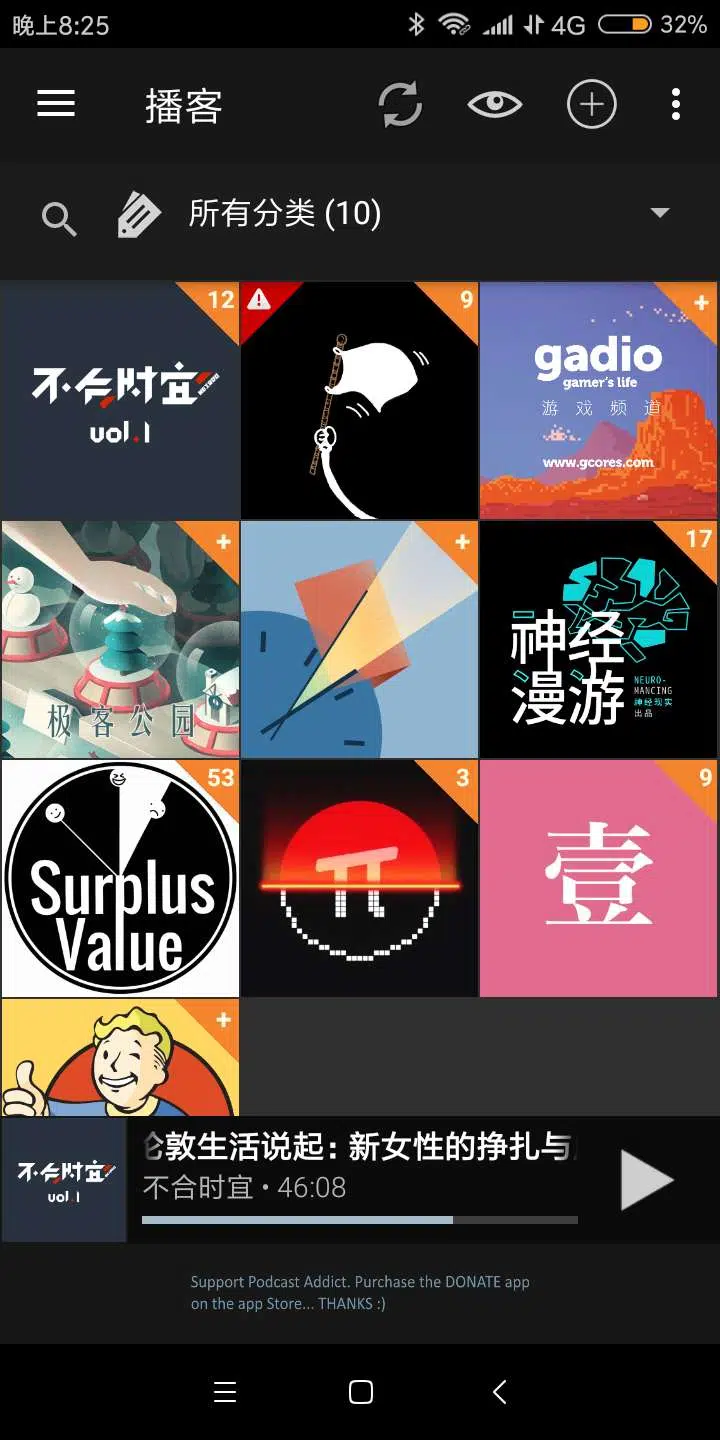 晚上8:25
4G
32%
播客
所有分类 (10)
12
9
+
不合时宜
vol.1
gadio
gamer's life
游戏频道
www.gcores.com
+
+
17
极客公园
神经
漫游
NEURO-
MANCING
神经现实
出品
53
3
9
Surplus
Value
壹
+
敦生活说起: 新女性的挣扎与
不合时宜
vol.1
不合时宜 • 46:08
Support Podcast Addict. Purchase the DONATE app
on the app Store... THANKS :)